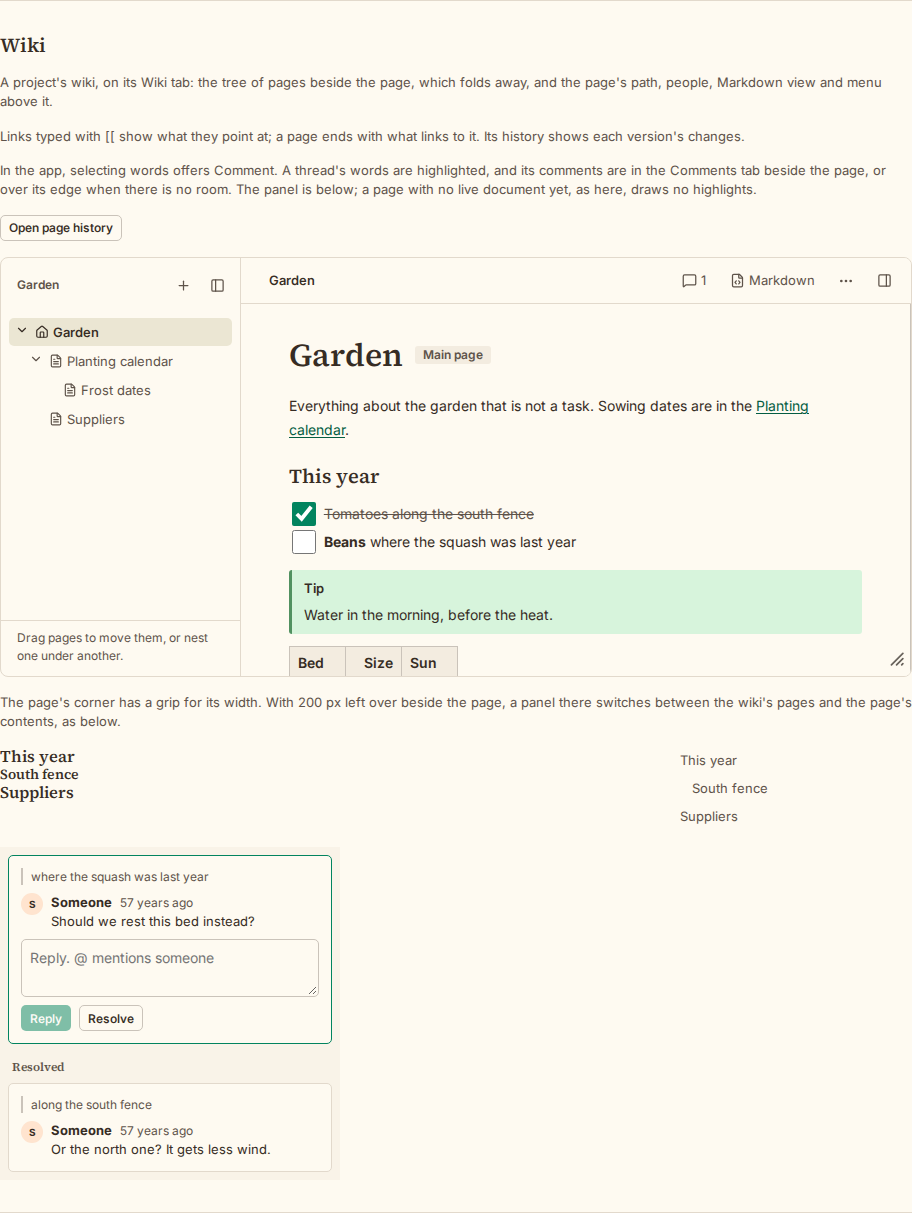 Wiki
A project's wiki, on its Wiki tab: the tree of pages beside the page, which folds away, and the page's path, people, Markdown view and menu
above it.
Links typed with [[ show what they point at; a page ends with what links to it. Its history shows each version's changes.
In the app, selecting words offers Comment. A thread's words are highlighted, and its comments are in the Comments tab beside the page, or
over its edge when there is no room. The panel is below; a page with no live document yet, as here, draws no highlights.
Open page history
Garden
Garden
Planting calendar
Frost dates
Suppliers
Drag pages to move them, or nest
one under another.
Garden
1
Markdown
Garden
Main page
Everything about the garden that is not a task. Sowing dates are in the Planting
calendar.
This year
Tomatoes along the south fence
Beans where the squash was last year
Tip
Water in the morning, before the heat.
Bed Size Sun
The page's corner has a grip for its width. With 200 px left over beside the page, a panel there switches between the wiki's pages and the page's
contents, as below.
This year
South fence
Suppliers
This year
South fence
Suppliers
where the squash was last year
S
Someone 57 years ago
Should we rest this bed instead?
Reply. @ mentions someone
Reply
Resolve
Resolved
along the south fence
S
Someone 57 years ago
Or the north one? It gets less wind.